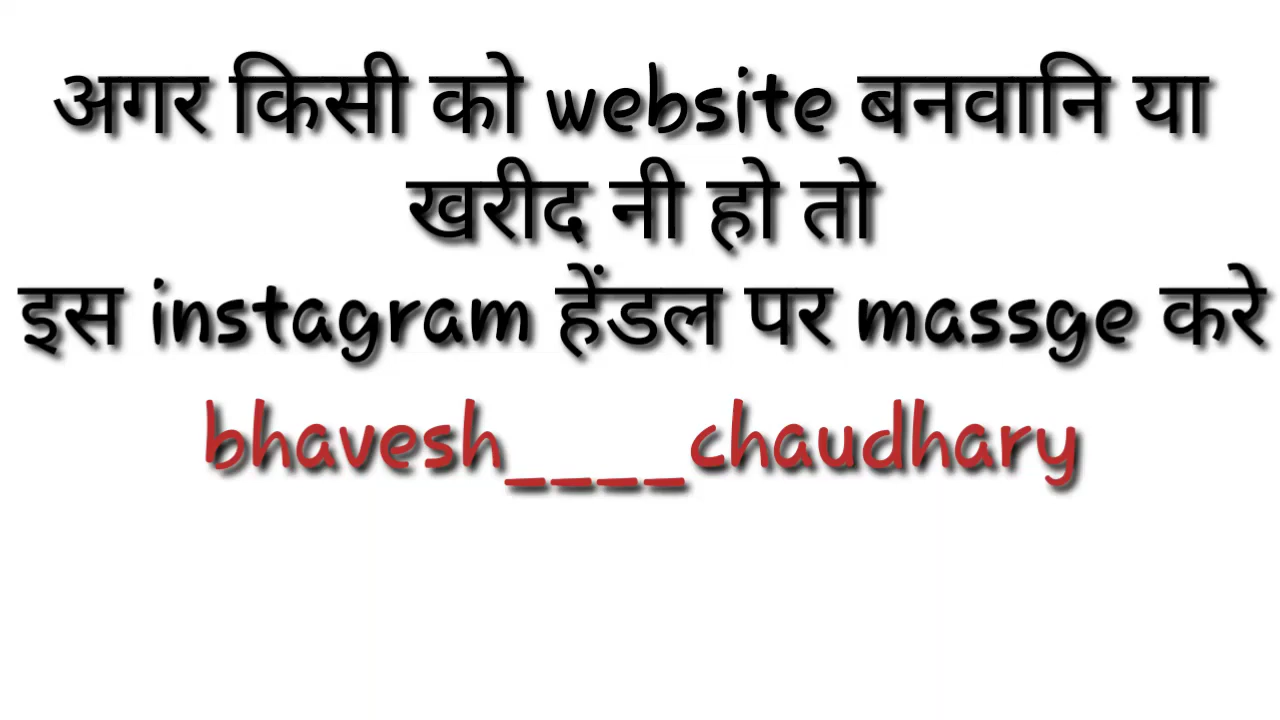 अगर किसी को website बनवानि या
खरीद नी हो तो
इस instagram हेंडल पर massge करे
bhavesh____chaudhary